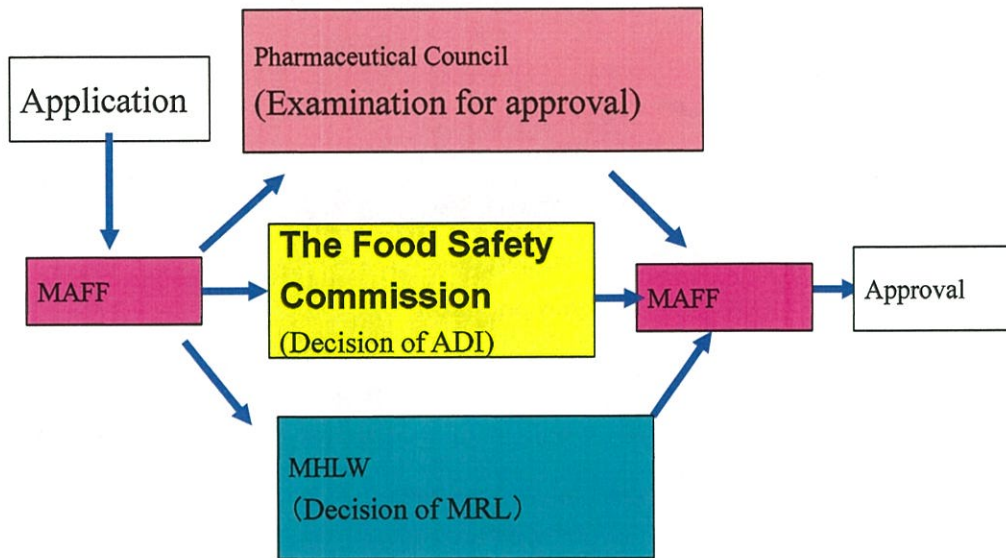 Pharmaceutical Council
(Examination for approval)
Application
The Food Safety
Commission
(Decision of ADI)
MAFF
MAFF
Approval
MHLW
（Decision of MRL）